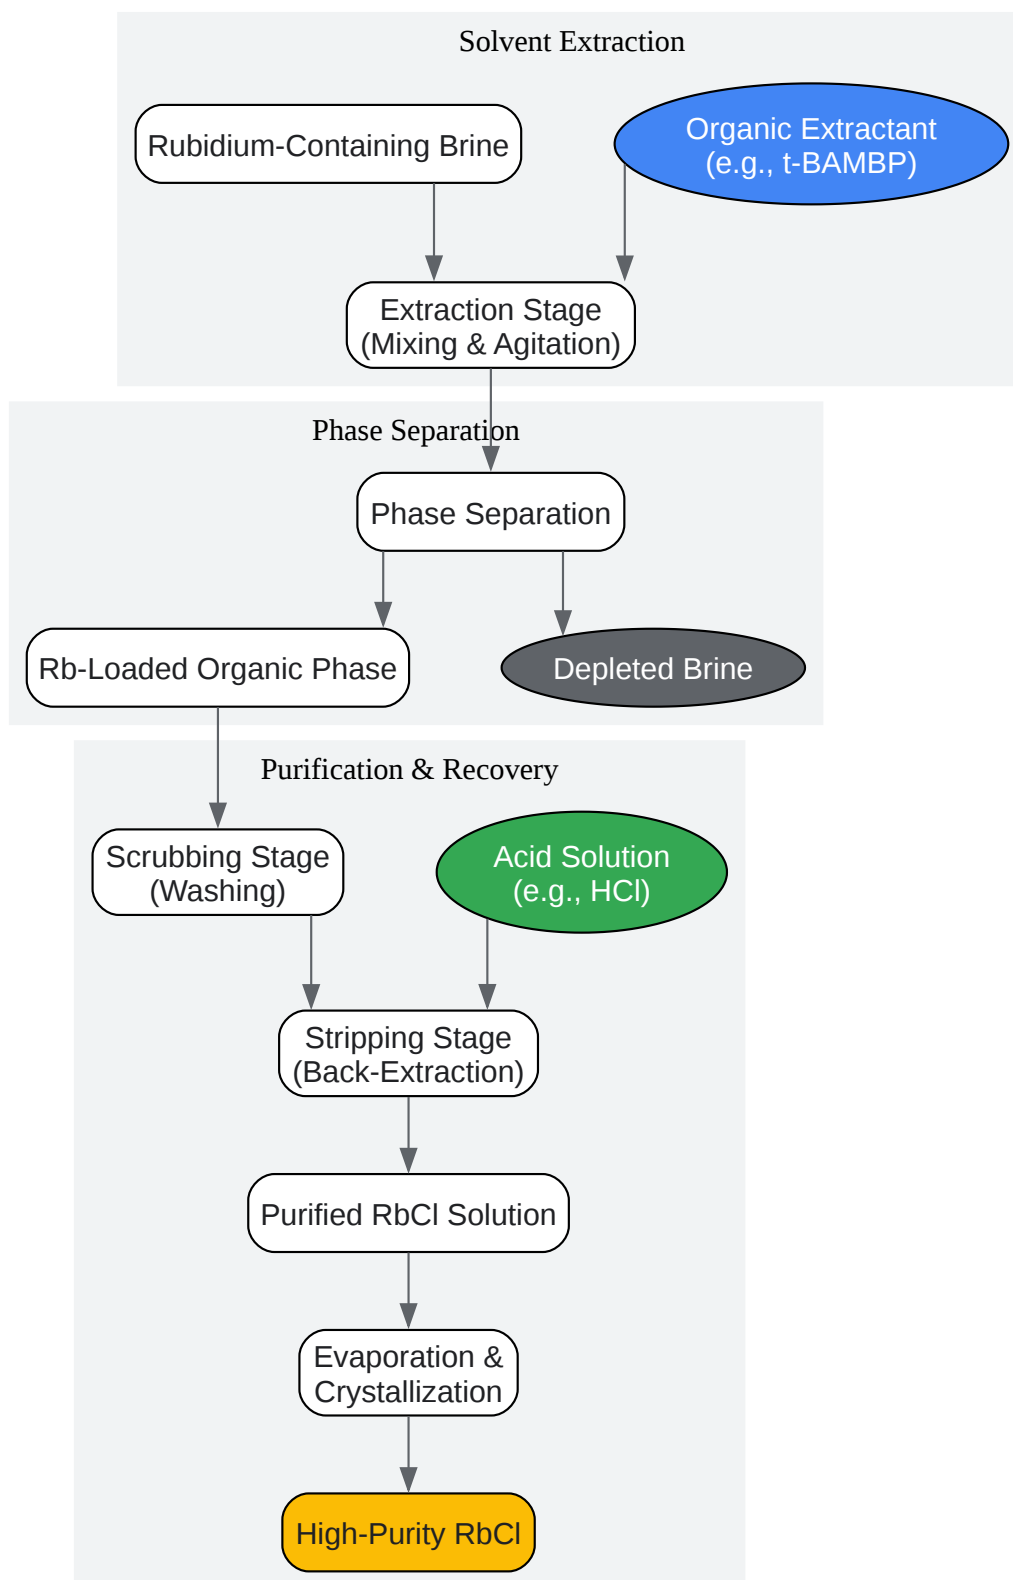 Solvent Extraction
Rubidium-Containing Brine
Organic Extractant
(e.g., t-BAMBP)
Extraction Stage
(Mixing & Agitation)
Phase Separation
Phase Separation
Rb-Loaded Organic Phase
Depleted Brine
Purification & Recovery
Scrubbing Stage
(Washing)
Acid Solution
(e.g., HCl)
Stripping Stage
(Back-Extraction)
Purified RbCl Solution
Evaporation &
Crystallization
High-Purity RbCl